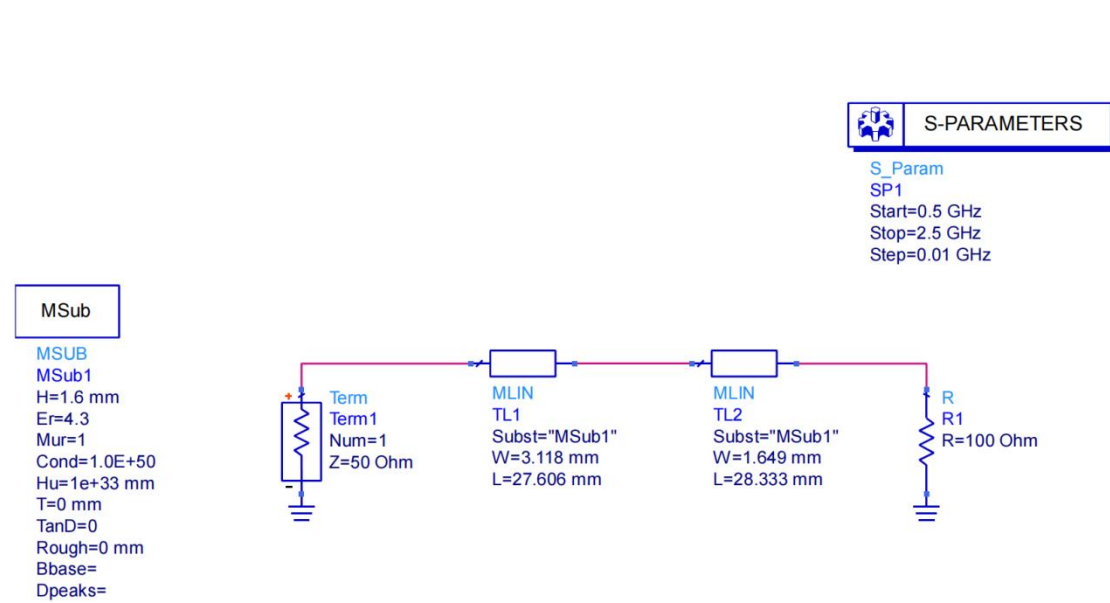 S-PARAMETERS
S_Param
SP1
Start=0.5 GHz
Stop=2.5 GHz
Step=0.01 GHz
MSub
MSUB
MSub1
H=1.6 mm
Er=4.3
Mur=1
Cond=1.0E+50
Hu=1e+33 mm
T=0 mm
TanD=0
Rough=0 mm
Bbase=
Dpeaks=
+
Term
Term1
Num=1
Z=50 Ohm
-
MLIN
TL1
Subst="MSub1"
W=3.118 mm
L=27.606 mm
MLIN
TL2
Subst="MSub1"
W=1.649 mm
L=28.333 mm
R
R1
R=100 Ohm